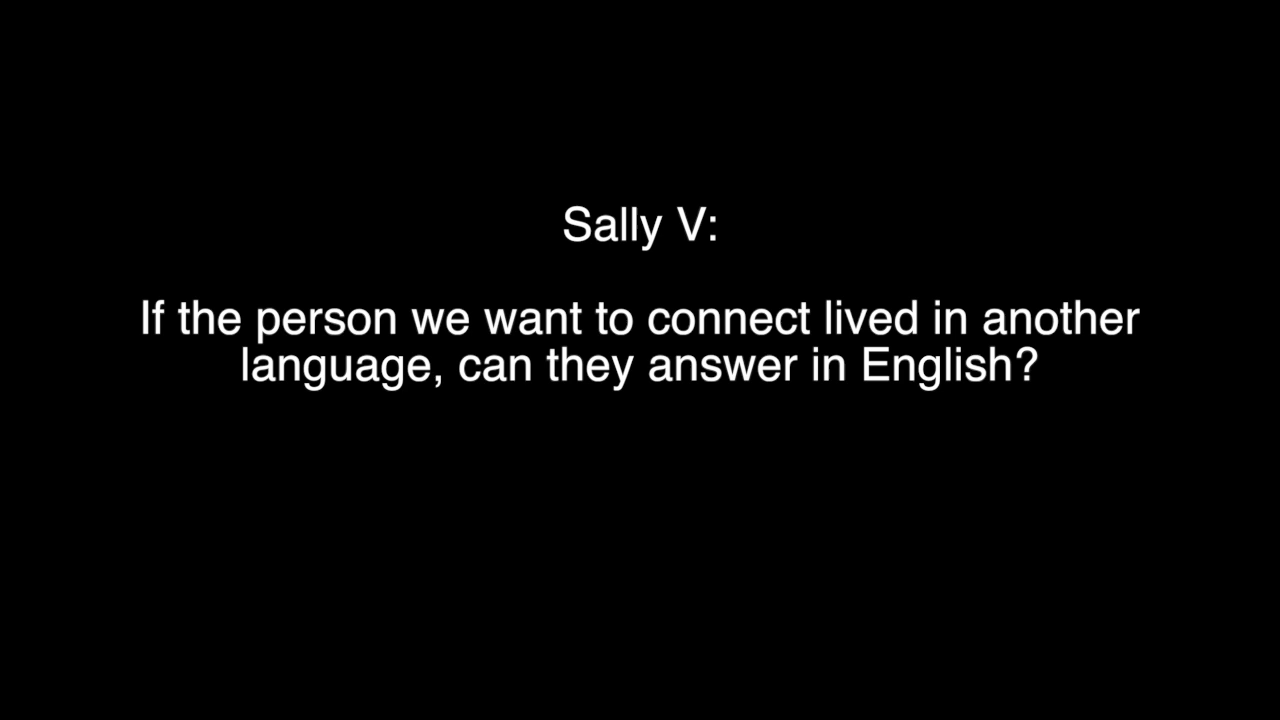 Sally V:
If the person we want to connect lived in another
language, can they answer in English?